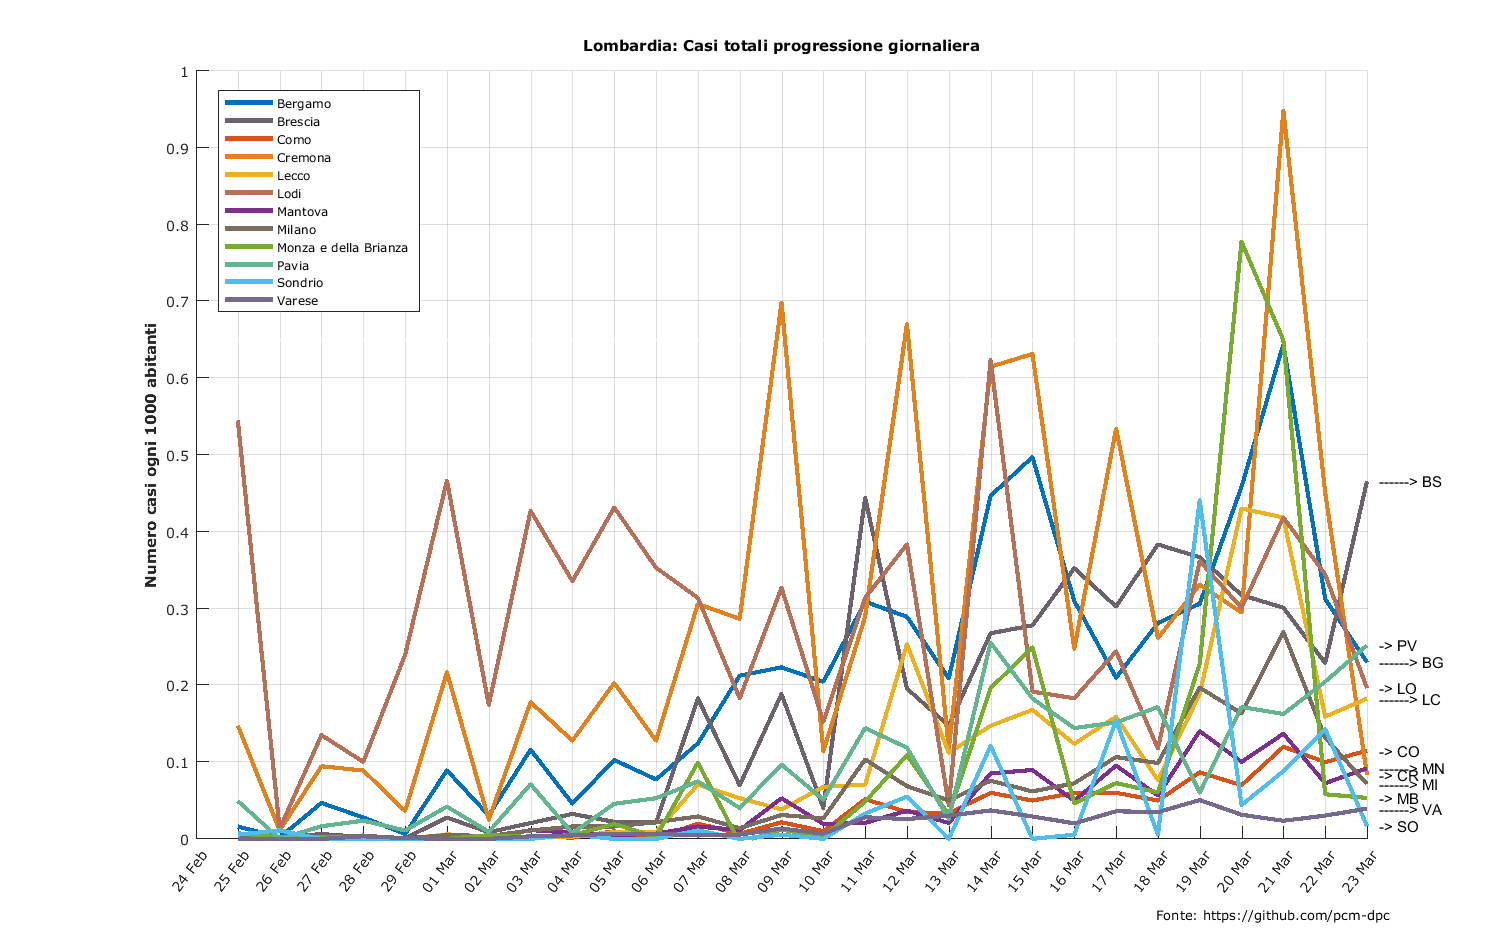 Lombardia: Casi totali progressione giornaliera
Numero casi ogni 1000 abitanti
1
0.9
0.8
0.7
0.6
0.5
0.4
0.3
0.2
0.1
0
Bergamo
Brescia
Como
Cremona
Lecco
Lodi
Mantova
Milano
Monza e della Brianza
Pavia
Sondrio
Varese
------> BS
-> PV
------> BG
-> LO
------> LC
-> CO
------> MN
-> CR
------> MI
-> MB
------> VA
-> SO
24 Feb
25 Feb
26 Feb
27 Feb
28 Feb
29 Feb
01 Mar
02 Mar
03 Mar
04 Mar
05 Mar
06 Mar
07 Mar
08 Mar
09 Mar
10 Mar
11 Mar
12 Mar
13 Mar
14 Mar
15 Mar
16 Mar
17 Mar
18 Mar
19 Mar
20 Mar
21 Mar
22 Mar
23 Mar
Fonte: https://github.com/pcm-dpc